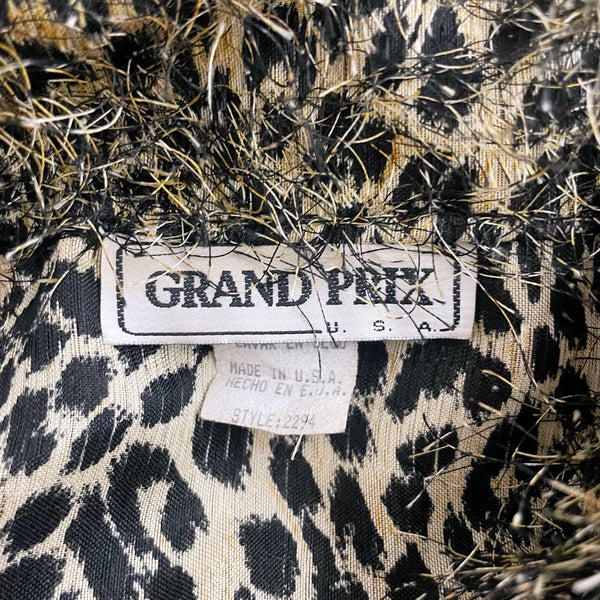 GRAND PRIX
U. S. A.
MADE IN U.S.A.
HECHO EN E.U.A.
STYLE:2294